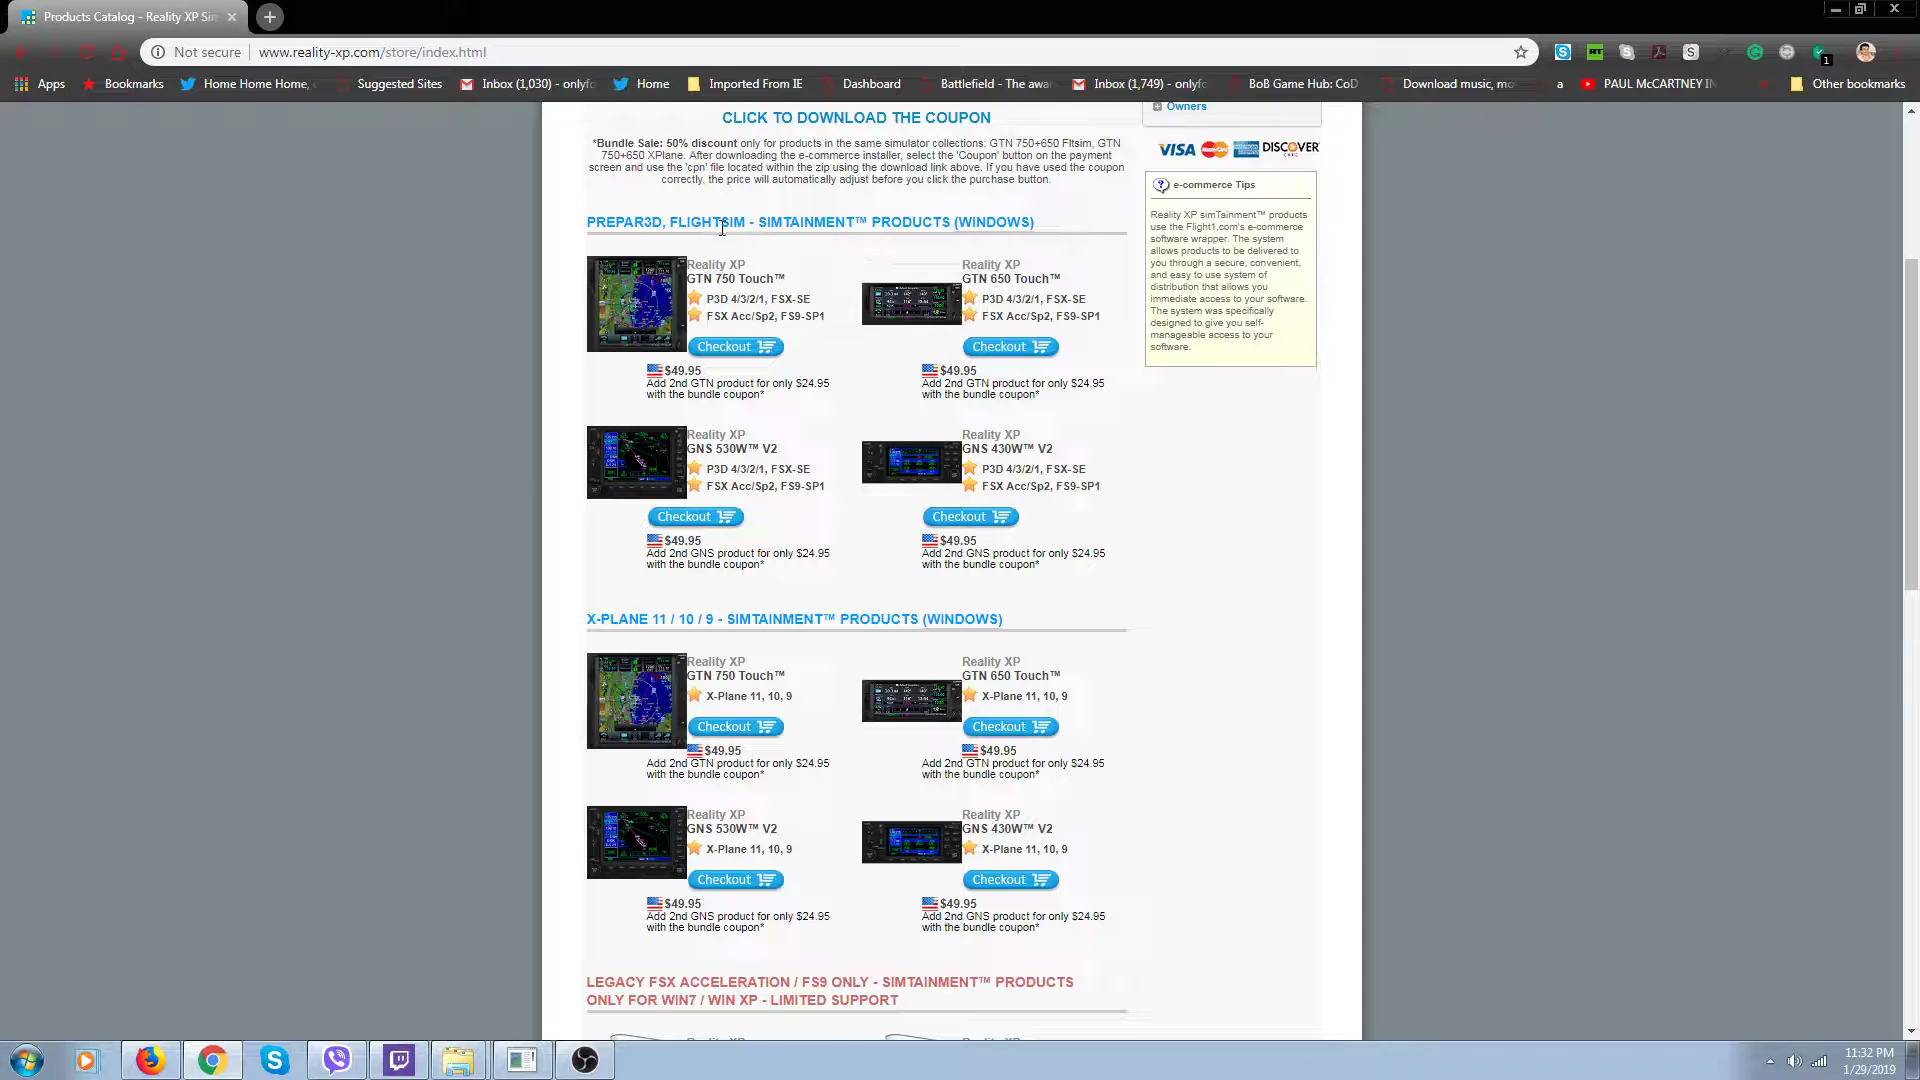 Products Catalog - Reality XP Sim
Not secure www.reality-xp.com/store/index.html
Apps Bookmarks Home Home Home, Suggested Sites Inbox (1,030) - onlyfo Home Imported From IE Dashboard Battlefield - The awa Inbox (1,749) - onlyfo BoB Game Hub: CoD Download music, mo a PAUL McCARTNEY IN Other bookmarks
Owners
CLICK TO DOWNLOAD THE COUPON
*Bundle Sale: 50% discount only for products in the same simulator collections: GTN 750+650 Fltsim, GTN
750+650 XPlane. After downloading the e-commerce installer, select the 'Coupon' button on the payment
screen and use the 'cpn' file located within the zip using the download link above. If you have used the coupon
correctly, the price will automatically adjust before you click the purchase button.
VISA MasterCard DISCOVER
e-commerce Tips
Reality XP simTainment™ products
use the Flight1.com's e-commerce
software wrapper. The system
allows products to be delivered to
you through a secure, convenient,
and easy to use system of
distribution that allows you
immediate access to your software.
The system was specifically
designed to give you self-
manageable access to your
software.
PREPAR3D, FLIGHTSIM - SIMTAINMENT™ PRODUCTS (WINDOWS)
Reality XP
GTN 750 Touch™
P3D 4/3/2/1, FSX-SE
FSX Acc/Sp2, FS9-SP1
Checkout
$49.95
Add 2nd GTN product for only $24.95
with the bundle coupon*
Reality XP
GTN 650 Touch™
P3D 4/3/2/1, FSX-SE
FSX Acc/Sp2, FS9-SP1
Checkout
$49.95
Add 2nd GTN product for only $24.95
with the bundle coupon*
Reality XP
GNS 530W™ V2
P3D 4/3/2/1, FSX-SE
FSX Acc/Sp2, FS9-SP1
Checkout
$49.95
Add 2nd GNS product for only $24.95
with the bundle coupon*
Reality XP
GNS 430W™ V2
P3D 4/3/2/1, FSX-SE
FSX Acc/Sp2, FS9-SP1
Checkout
$49.95
Add 2nd GNS product for only $24.95
with the bundle coupon*
X-PLANE 11 / 10 / 9 - SIMTAINMENT™ PRODUCTS (WINDOWS)
Reality XP
GTN 750 Touch™
X-Plane 11, 10, 9
Checkout
$49.95
Add 2nd GTN product for only $24.95
with the bundle coupon*
Reality XP
GTN 650 Touch™
X-Plane 11, 10, 9
Checkout
$49.95
Add 2nd GTN product for only $24.95
with the bundle coupon*
Reality XP
GNS 530W™ V2
X-Plane 11, 10, 9
Checkout
$49.95
Add 2nd GNS product for only $24.95
with the bundle coupon*
Reality XP
GNS 430W™ V2
X-Plane 11, 10, 9
Checkout
$49.95
Add 2nd GNS product for only $24.95
with the bundle coupon*
LEGACY FSX ACCELERATION / FS9 ONLY - SIMTAINMENT™ PRODUCTS
ONLY FOR WIN7 / WIN XP - LIMITED SUPPORT
11:32 PM
1/29/2019